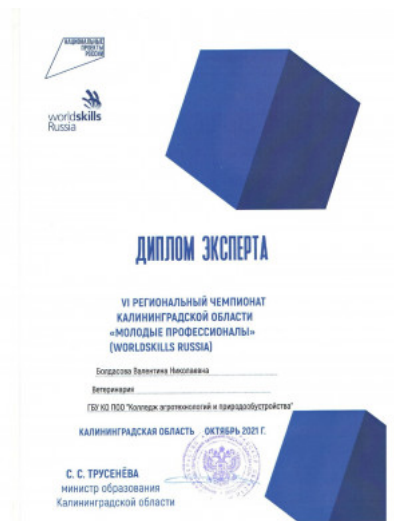 НАЦИОНАЛЬНЫЕ
ПРОЕКТЫ
РОССИИ
worldskills
Russia
ДИПЛОМ ЭКСПЕРТА
VI РЕГИОНАЛЬНЫЙ ЧЕМПИОНАТ
КАЛИНИНГРАДСКОЙ ОБЛАСТИ
«МОЛОДЫЕ ПРОФЕССИОНАЛЫ»
(WORLDSKILLS RUSSIA)
Болдасова Валентина Николаевна
Ветеринария
ГБУ КО ПОО "Колледж агротехнологий и природообустройства"
КАЛИНИНГРАДСКАЯ ОБЛАСТЬ ОКТЯБРЬ 2021 Г.
С. С. ТРУСЕНЁВА
министр образования
Калининградской области